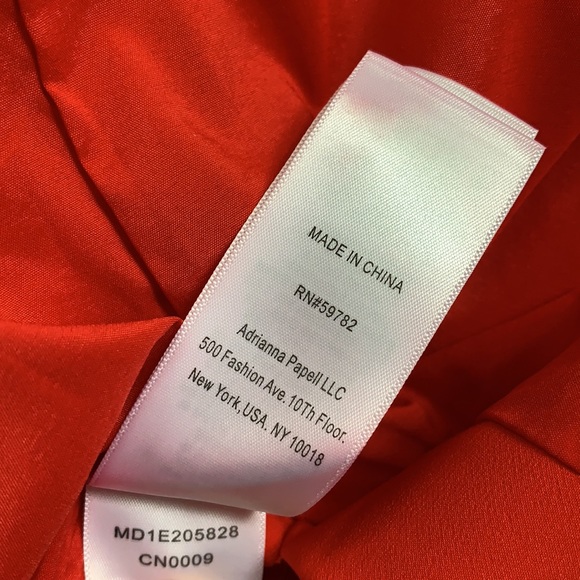 MADE IN CHINA
RN#59782
Adrianna Papell LLC
500 Fashion Ave. 10Th Floor.
New York, USA. NY 10018
MD1E205828
CN0009